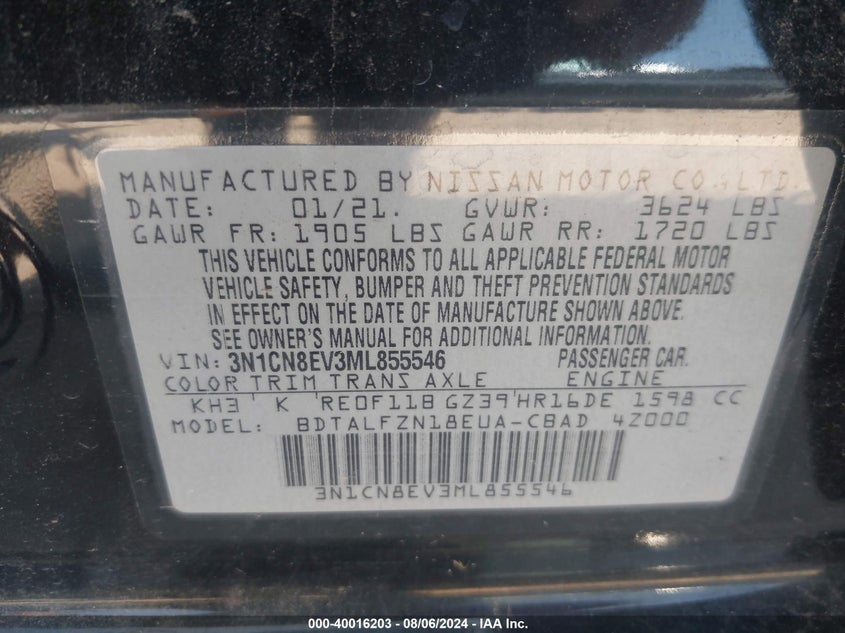 MANUFACTURED BY NISSAN MOTOR CO.,LTD.
DATE: 01/21. GVWR: 3624 LBS
GAWR FR: 1905 LBS GAWR RR: 1720 LBS
THIS VEHICLE CONFORMS TO ALL APPLICABLE FEDERAL MOTOR
VEHICLE SAFETY, BUMPER AND THEFT PREVENTION STANDARDS
IN EFFECT ON THE DATE OF MANUFACTURE SHOWN ABOVE.
SEE OWNER'S MANUAL FOR ADDITIONAL INFORMATION.
VIN: 3N1CN8EV3ML855546 PASSENGER CAR.
COLOR TRIM TRANS AXLE ENGINE
KH3 K RE0F11B GZ39 HR16DE 1598 CC
MODEL: BDTALFZN18EUA-CBAD 4Z000
3N1CN8EV3ML855546
000-40016203 - 08/06/2024 - IAA Inc.